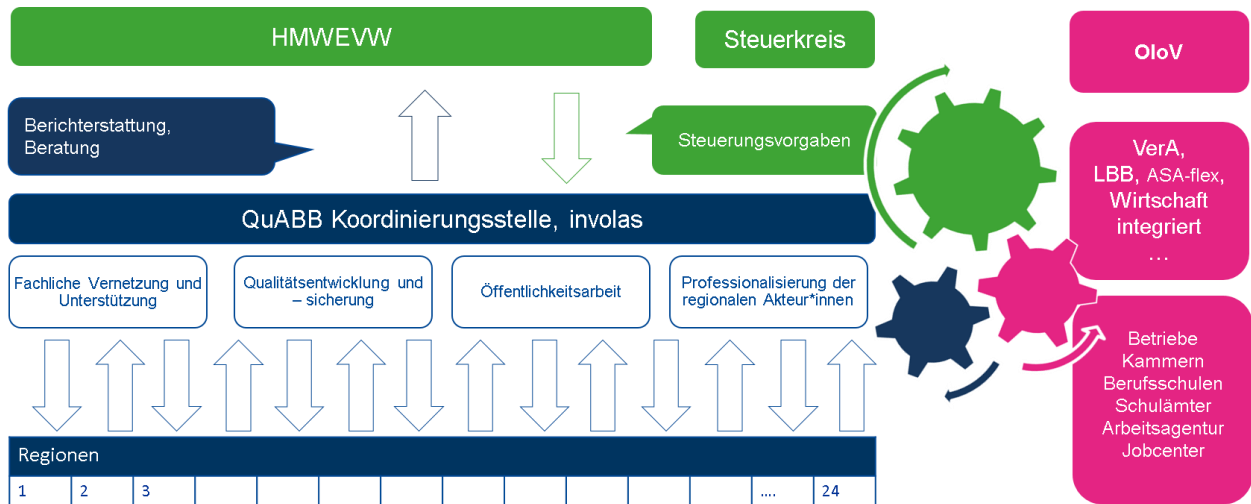 HMWEVW
Steuerkreis
OloV
Berichterstattung,
Beratung
Steuerungsvorgaben
VerA,
LBB, ASA-flex,
Wirtschaft
integriert
…
QuABB Koordinierungsstelle, involas
Fachliche Vernetzung und
Unterstützung
Qualitätsentwicklung und
– sicherung
Öffentlichkeitsarbeit
Professionalisierung der
regionalen Akteur*innen
Betriebe
Kammern
Berufsschulen
Schulämter
Arbeitsagentur
Jobcenter
Regionen
1 2 3 .... 24